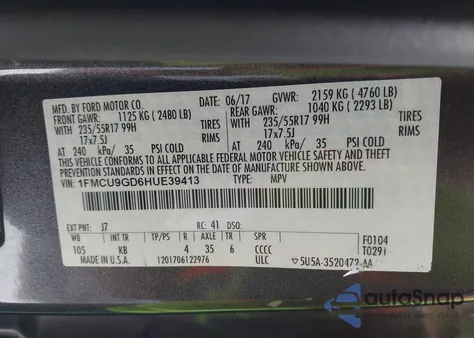 MFD. BY FORD MOTOR CO.
DATE: 06/17 GVWR: 2159 KG ( 4760 LB)
FRONT GAWR: 1125 KG ( 2480 LB) REAR GAWR: 1040 KG ( 2293 LB)
WITH WITH
235/55R17 99H TIRES 235/55R17 99H TIRES
17x7.5J RIMS 17x7.5J RIMS
AT 240 kPa/ 35 PSI COLD AT 240 kPa/ 35 PSI COLD
THIS VEHICLE CONFORMS TO ALL APPLICABLE FEDERAL MOTOR VEHICLE SAFETY AND THEFT PREVENTION STANDARDS IN EFFECT ON THE DATE OF MANUFACTURE SHOWN ABOVE.
VIN: 1FMCU9GD6HUE39413
TYPE: MPV
EXT PNT: J7 RC: 41 DSO: F0104
WB INT TR TP/PS R AXLE TR SPR T0291
105 KB 4 35 6 CCCC
MADE IN U.S.A. 1201706122976 ULC 5U5A-3520472-AA
autoSnap